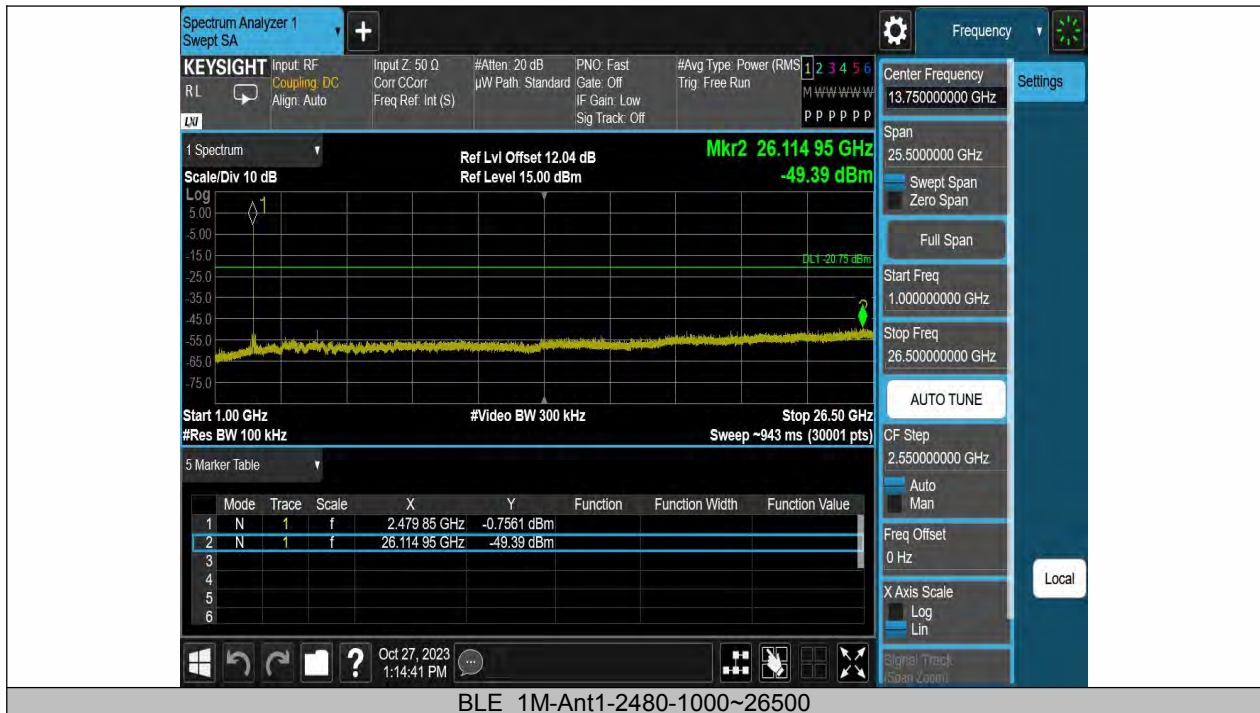 Spectrum Analyzer 1
Swept SA
+
Frequency
KEYSIGHT
RL
LXI
Input: RF
Coupling: DC
Align: Auto
Input Z: 50 Ω
Corr CCorr
Freq Ref: Int (S)
#Atten: 20 dB
µW Path: Standard
PNO: Fast
Gate: Off
IF Gain: Low
Sig Track: Off
#Avg Type: Power (RMS
Trig: Free Run
1 2 3 4 5 6
M W W W W W
P P P P P P
Center Frequency
13.750000000 GHz
Settings
1 Spectrum
Scale/Div 10 dB
Ref Lvl Offset 12.04 dB
Ref Level 15.00 dBm
Mkr2 26.114 95 GHz
-49.39 dBm
Span
25.5000000 GHz
Swept Span
Zero Span
Full Span
Log
1
5.00
-5.00
-15.0
DL1 -20.75 dBm
-25.0
-35.0
2
-45.0
-55.0
-65.0
-75.0
Start 1.00 GHz
#Video BW 300 kHz
Stop 26.50 GHz
#Res BW 100 kHz
Sweep ~943 ms (30001 pts)
Start Freq
1.000000000 GHz
Stop Freq
26.500000000 GHz
AUTO TUNE
CF Step
2.550000000 GHz
Auto
Man
Freq Offset
0 Hz
X Axis Scale
Log
Lin
Signal Track
(Span Zoom)
Local
5 Marker Table
Mode Trace Scale X Y Function Function Width Function Value
1 N 1 f 2.479 85 GHz -0.7561 dBm
2 N 1 f 26.114 95 GHz -49.39 dBm
3
4
5
6
?
Oct 27, 2023
1:14:41 PM
BLE_1M-Ant1-2480-1000~26500